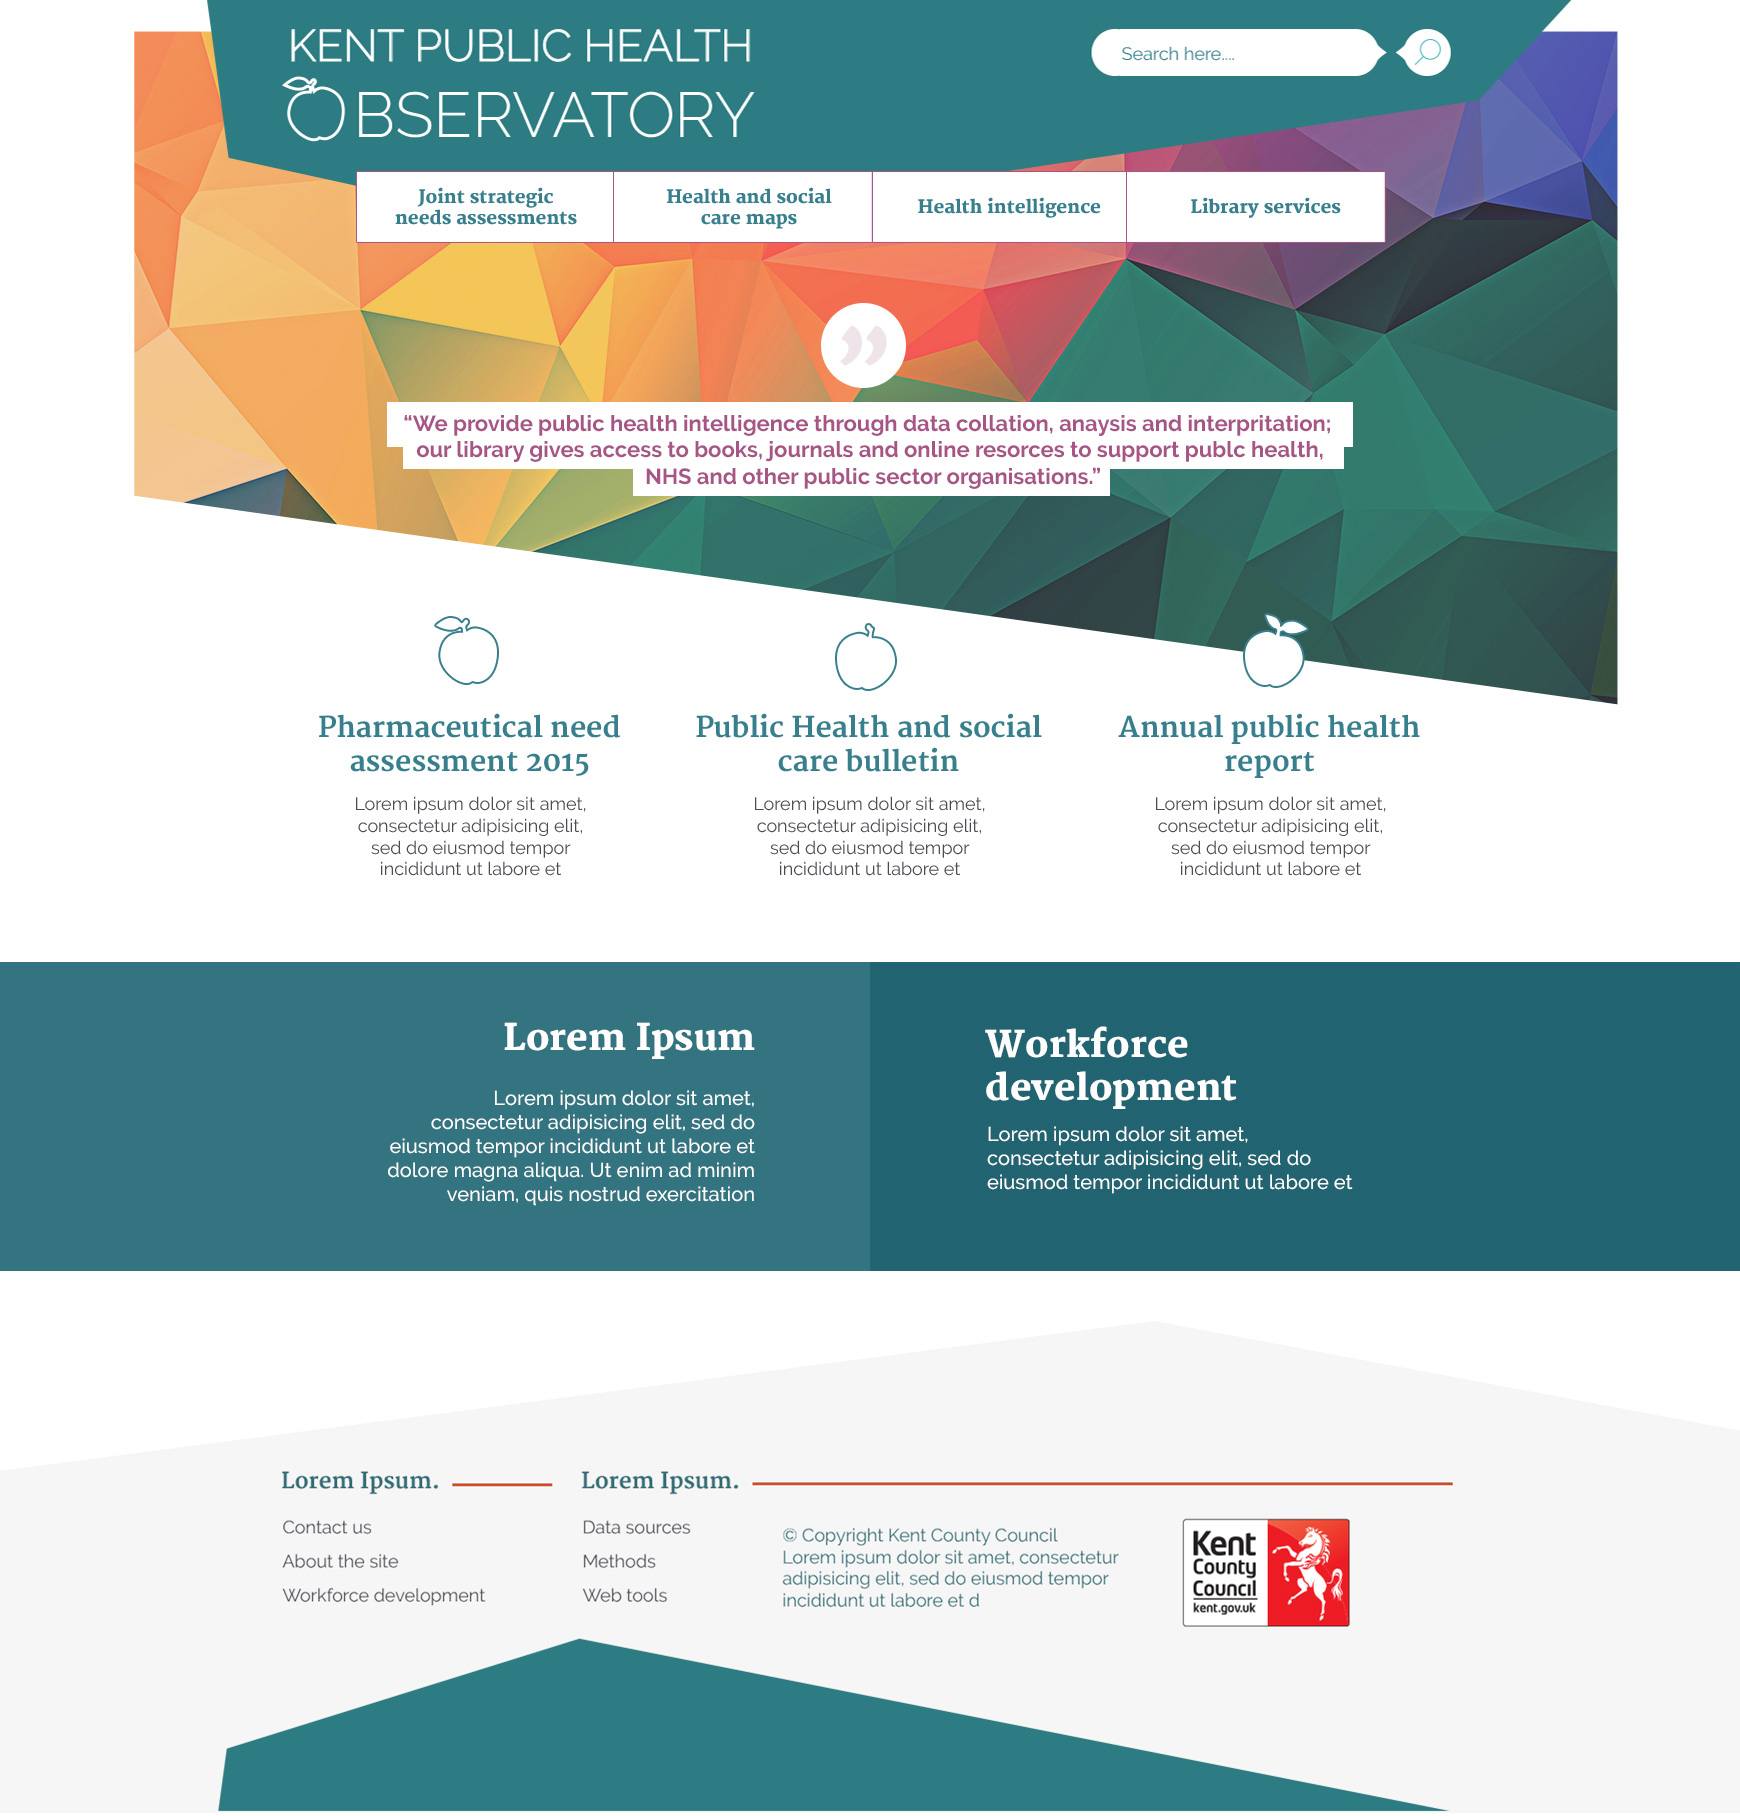 KENT PUBLIC HEALTH
OBSERVATORY
Search here....
Joint strategic
needs assessments
Health and social
care maps
Health intelligence
Library services
”
“We provide public health intelligence through data collation, anaysis and interpritation;
our library gives access to books, journals and online resorces to support publc health,
NHS and other public sector organisations.”
Pharmaceutical need
assessment 2015
Lorem ipsum dolor sit amet,
consectetur adipisicing elit,
sed do eiusmod tempor
incididunt ut labore et
Public Health and social
care bulletin
Lorem ipsum dolor sit amet,
consectetur adipisicing elit,
sed do eiusmod tempor
incididunt ut labore et
Annual public health
report
Lorem ipsum dolor sit amet,
consectetur adipisicing elit,
sed do eiusmod tempor
incididunt ut labore et
Lorem Ipsum
Lorem ipsum dolor sit amet,
consectetur adipisicing elit, sed do
eiusmod tempor incididunt ut labore et
dolore magna aliqua. Ut enim ad minim
veniam, quis nostrud exercitation
Workforce
development
Lorem ipsum dolor sit amet,
consectetur adipisicing elit, sed do
eiusmod tempor incididunt ut labore et
Lorem Ipsum.
Contact us
About the site
Workforce development
Lorem Ipsum.
Data sources
Methods
Web tools
© Copyright Kent County Council
Lorem ipsum dolor sit amet, consectetur
adipisicing elit, sed do eiusmod tempor
incididunt ut labore et d
Kent
County
Council
kent.gov.uk